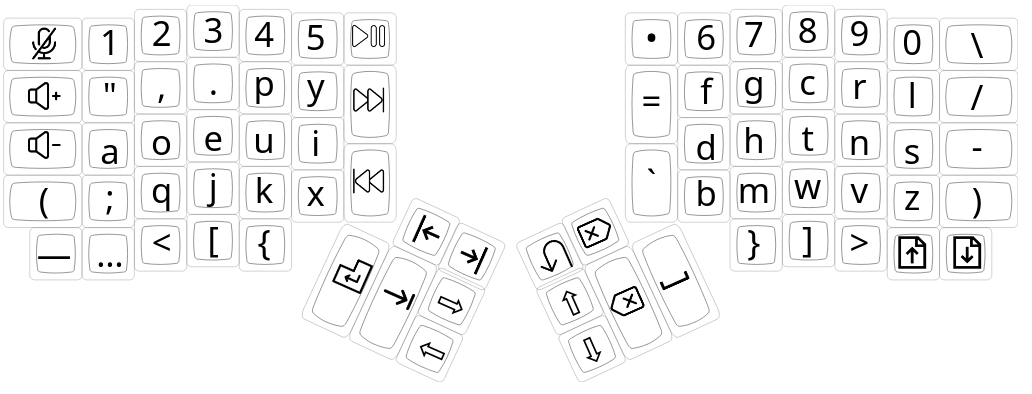 1 2 3 4 5 • 6 7 8 9 0 \
" , . p y = f g c r l /
a o e u i d h t n s -
( ; q j k x ` b m w v z )
— ... < [ { } ] >